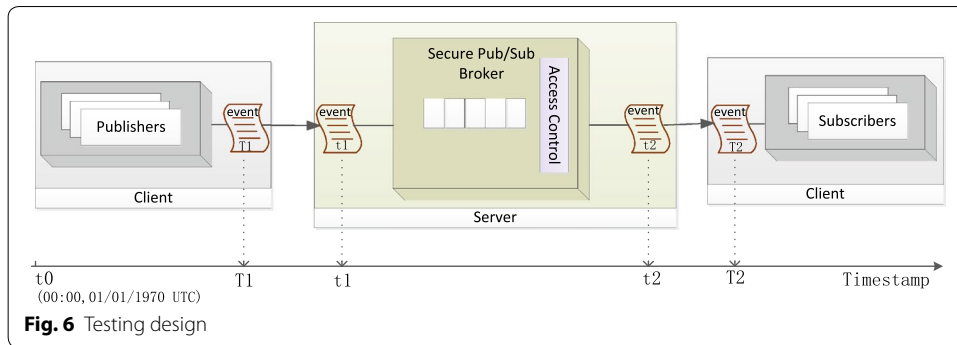 Secure Pub/Sub
Broker
Access Control
Publishers
event
T1
event
t1
event
t2
event
T2
Subscribers
Client
Server
Client
t0
T1
t1
t2
T2
Timestamp
(00:00,01/01/1970 UTC)
Fig. 6 Testing design